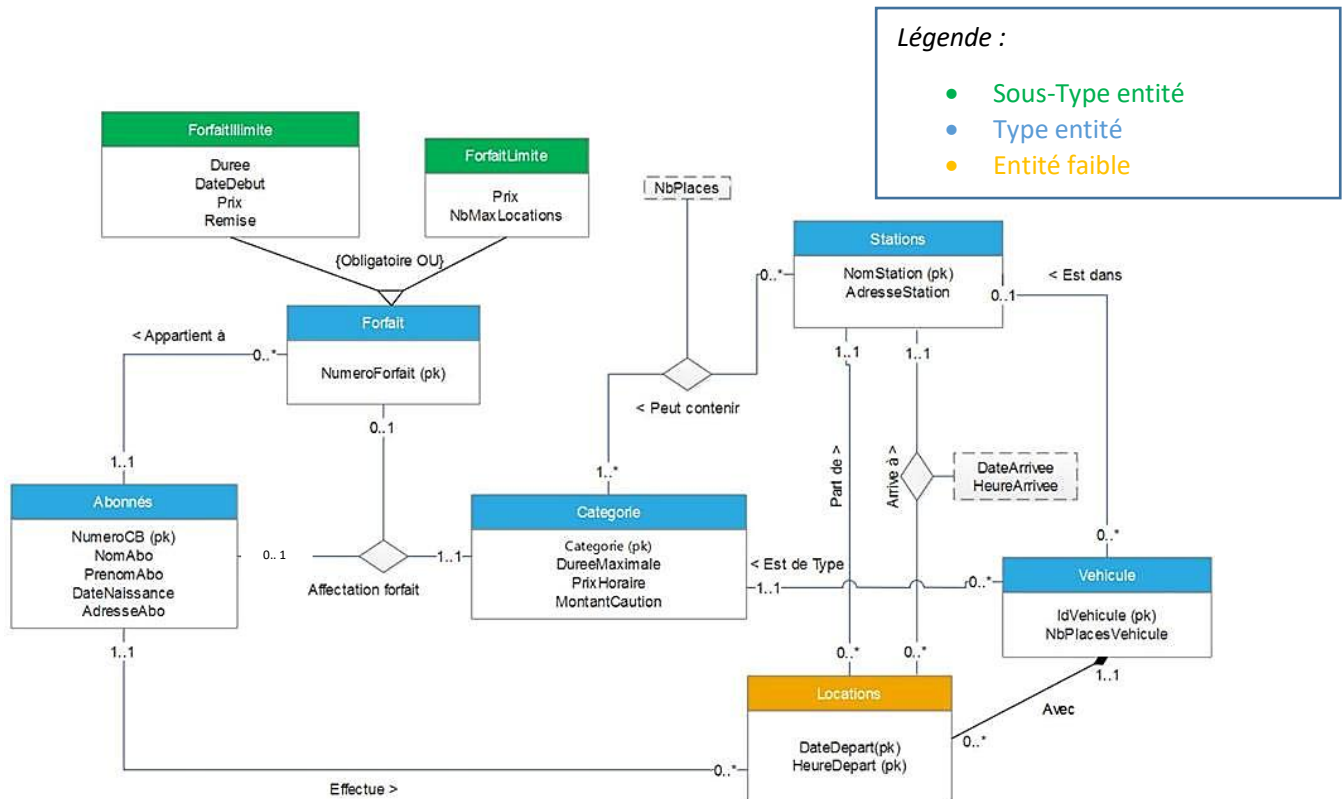 Légende :
• Sous-Type entité
• Type entité
• Entité faible
ForfaitIllimite
Duree
DateDebut
Prix
Remise
ForfaitLimite
Prix
NbMaxLocations
{Obligatoire OU}
NbPlaces
Stations
NomStation (pk)
AdresseStation
0..*
0..1
< Est dans
1..1
1..1
Forfait
NumeroForfait (pk)
< Appartient à
0..*
0..1
< Peut contenir
1..*
1..1
Part de >
Arrive à >
DateArrivee
HeureArrivee
Abonnés
NumeroCB (pk)
NomAbo
PrenomAbo
DateNaissance
AdresseAbo
0..1
1..1
Affectation forfait
Categorie
Categorie (pk)
DureeMaximale
PrixHoraire
MontantCaution
< Est de Type
1..1
0..*
0..*
Vehicule
IdVehicule (pk)
NbPlacesVehicule
1..1
1..1
0..*
0..*
Avec
0..*
Locations
DateDepart(pk)
HeureDepart (pk)
0..*
Effectue >